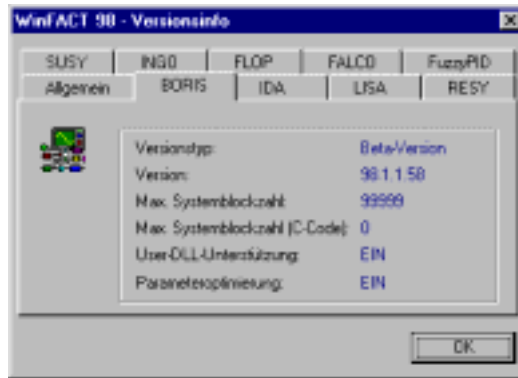 WinFACT 98 - Versionsinfo
SUSY INGO FLOP FALCO FuzzyPID
Allgemein BORIS IDA LISA RESY
Versionstyp: Beta-Version
Version: 98.1.1.58
Max. Systemblockzahl: 99999
Max. Systemblockzahl (C-Code): 0
User-DLL-Unterstützung: EIN
Parameteroptimierung: EIN
OK